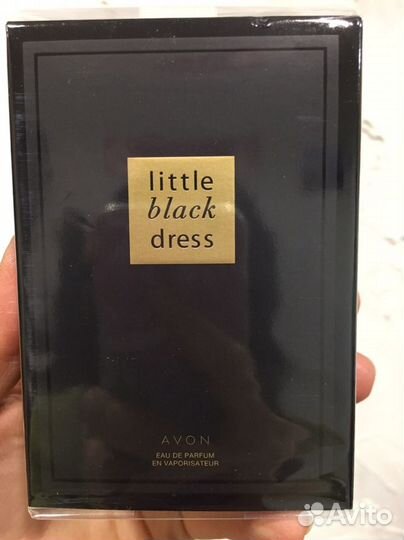 little
black
dress
AVON
EAU DE PARFUM
EN VAPORISATEUR
Avito